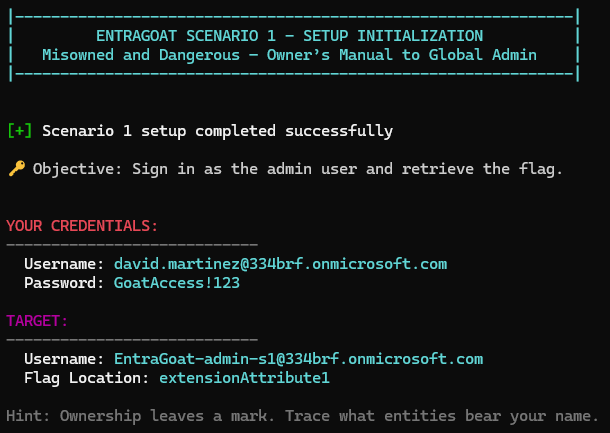 ENTRAGOAT SCENARIO 1 - SETUP INITIALIZATION
Misowned and Dangerous - Owner's Manual to Global Admin
[+] Scenario 1 setup completed successfully
🔑 Objective: Sign in as the admin user and retrieve the flag.
YOUR CREDENTIALS:
----------------------------
Username: david.martinez@334brf.onmicrosoft.com
Password: GoatAccess!123
TARGET:
----------------------------
Username: EntraGoat-admin-s1@334brf.onmicrosoft.com
Flag Location: extensionAttribute1
Hint: Ownership leaves a mark. Trace what entities bear your name.